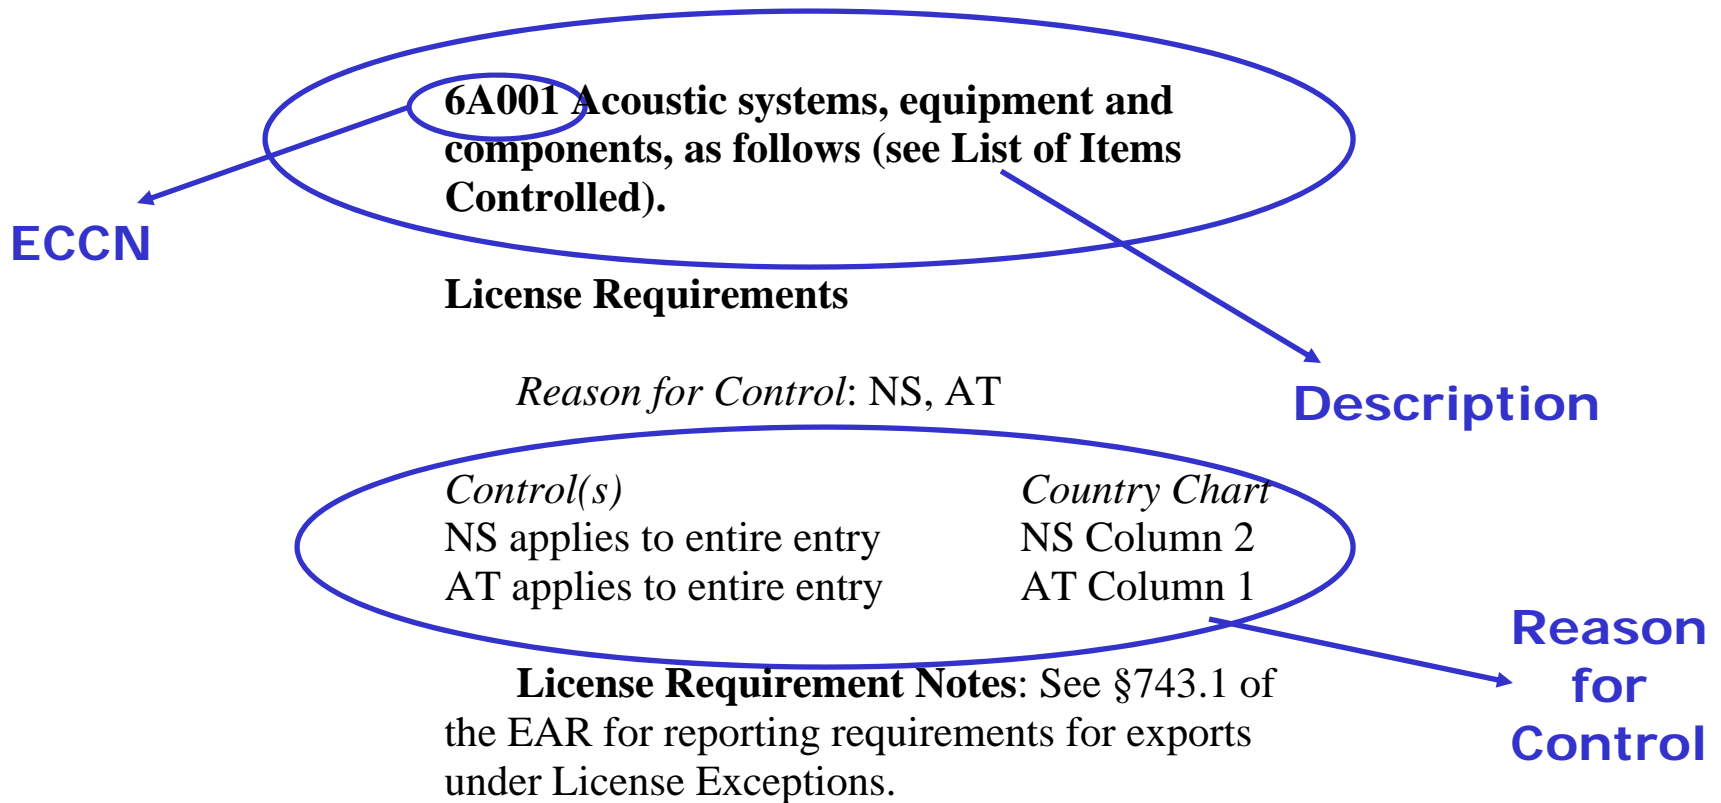 6A001 Acoustic systems, equipment and
components, as follows (see List of Items
Controlled).
ECCN
License Requirements
Reason for Control: NS, AT
Description
Control(s) Country Chart
NS applies to entire entry NS Column 2
AT applies to entire entry AT Column 1
Reason
for
Control
License Requirement Notes: See §743.1 of
the EAR for reporting requirements for exports
under License Exceptions.